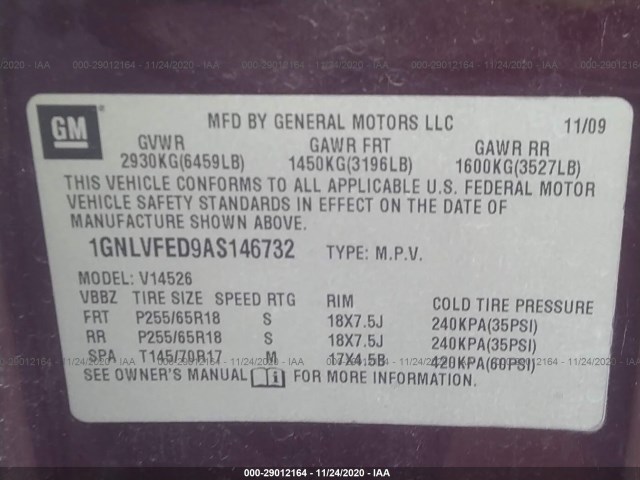 000-29012164 - 11/24/2020 - IAA
GM
MFD BY GENERAL MOTORS LLC 11/09
GVWR GAWR FRT GAWR RR
2930KG(6459LB) 1450KG(3196LB) 1600KG(3527LB)
THIS VEHICLE CONFORMS TO ALL APPLICABLE U.S. FEDERAL MOTOR
VEHICLE SAFETY STANDARDS IN EFFECT ON THE DATE OF
MANUFACTURE SHOWN ABOVE.
1GNLVFED9AS146732 TYPE: M.P.V.
MODEL: V14526
VBBZ TIRE SIZE SPEED RTG RIM COLD TIRE PRESSURE
FRT P255/65R18 S 18X7.5J 240KPA(35PSI)
RR P255/65R18 S 18X7.5J 240KPA(35PSI)
SPA T145/70R17 M 17X4.5B 420KPA(60PSI)
SEE OWNER'S MANUAL i FOR MORE INFORMATION.
000-29012164 - 11/24/2020 - IAA